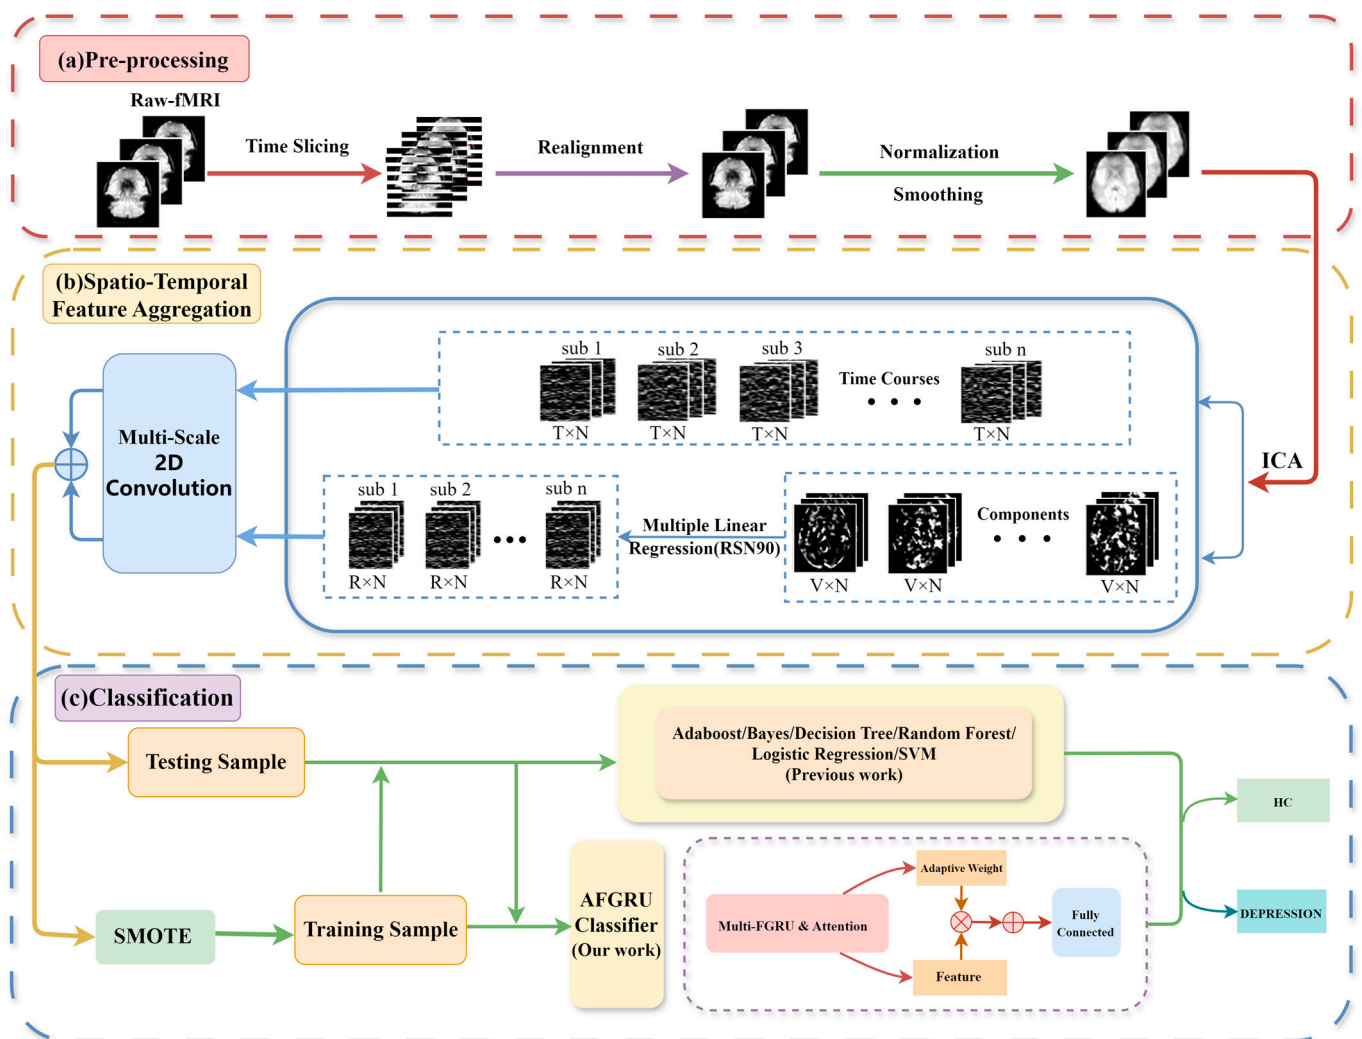 (a)Pre-processing
Raw-fMRI
Time Slicing
Realignment
Normalization
Smoothing
(b)Spatio-Temporal
Feature Aggregation
sub 1
sub 2
sub 3
sub n
Time Courses
• • •
T×N
T×N
T×N
T×N
ICA
Multi-Scale
2D
Convolution
sub 1
sub 2
sub n
•••
R×N
R×N
R×N
Multiple Linear
Regression(RSN90)
Components
• • •
V×N
V×N
V×N
(c)Classification
Testing Sample
Adaboost/Bayes/Decision Tree/Random Forest/
Logistic Regression/SVM
(Previous work)
HC
DEPRESSION
SMOTE
Training Sample
AFGRU
Classifier
(Our work)
Multi-FGRU & Attention
Adaptive Weight
Feature
Fully
Connected